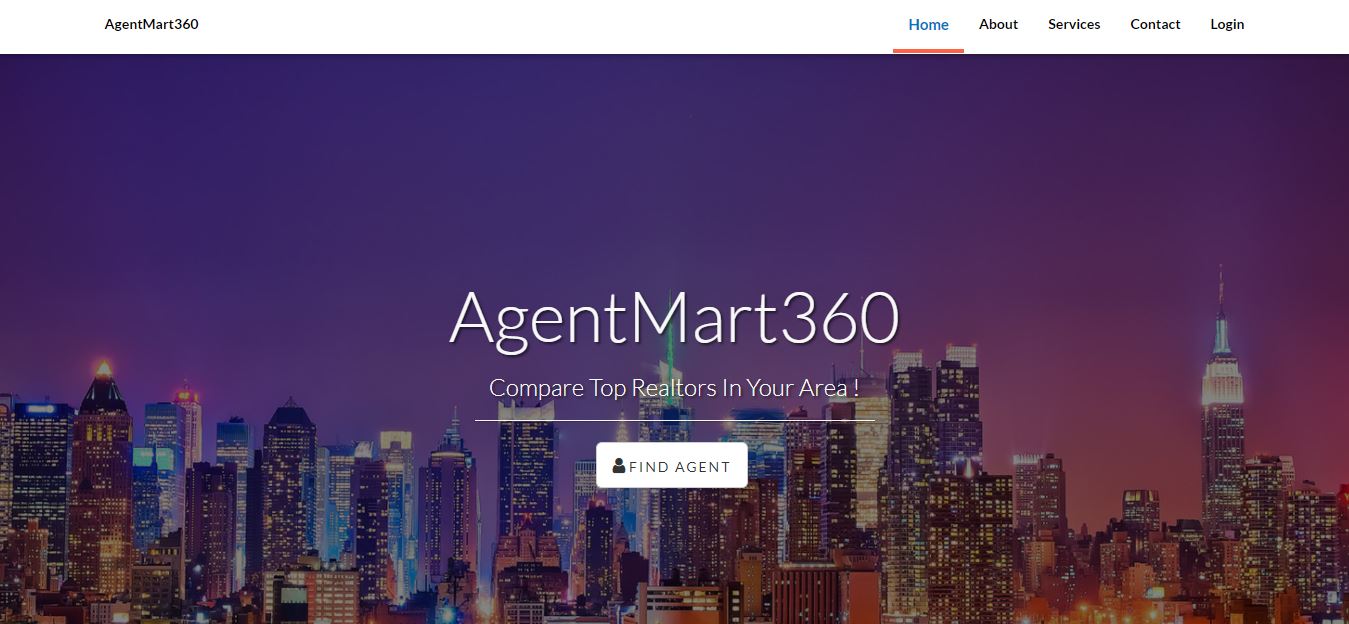 AgentMart360 Home About Services Contact Login
AgentMart360
Compare Top Realtors In Your Area !
FIND AGENT